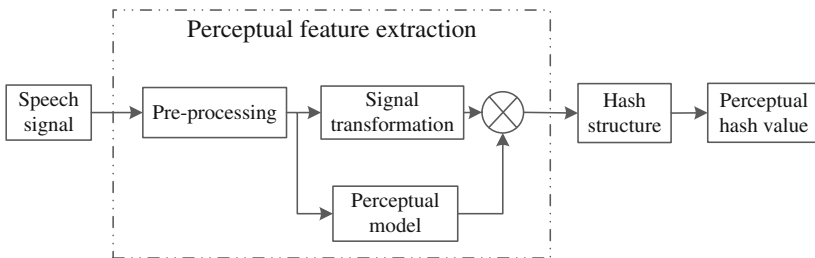 Perceptual feature extraction
Speech
signal
Pre-processing
Signal
transformation
Hash
structure
Perceptual
hash value
Perceptual
model